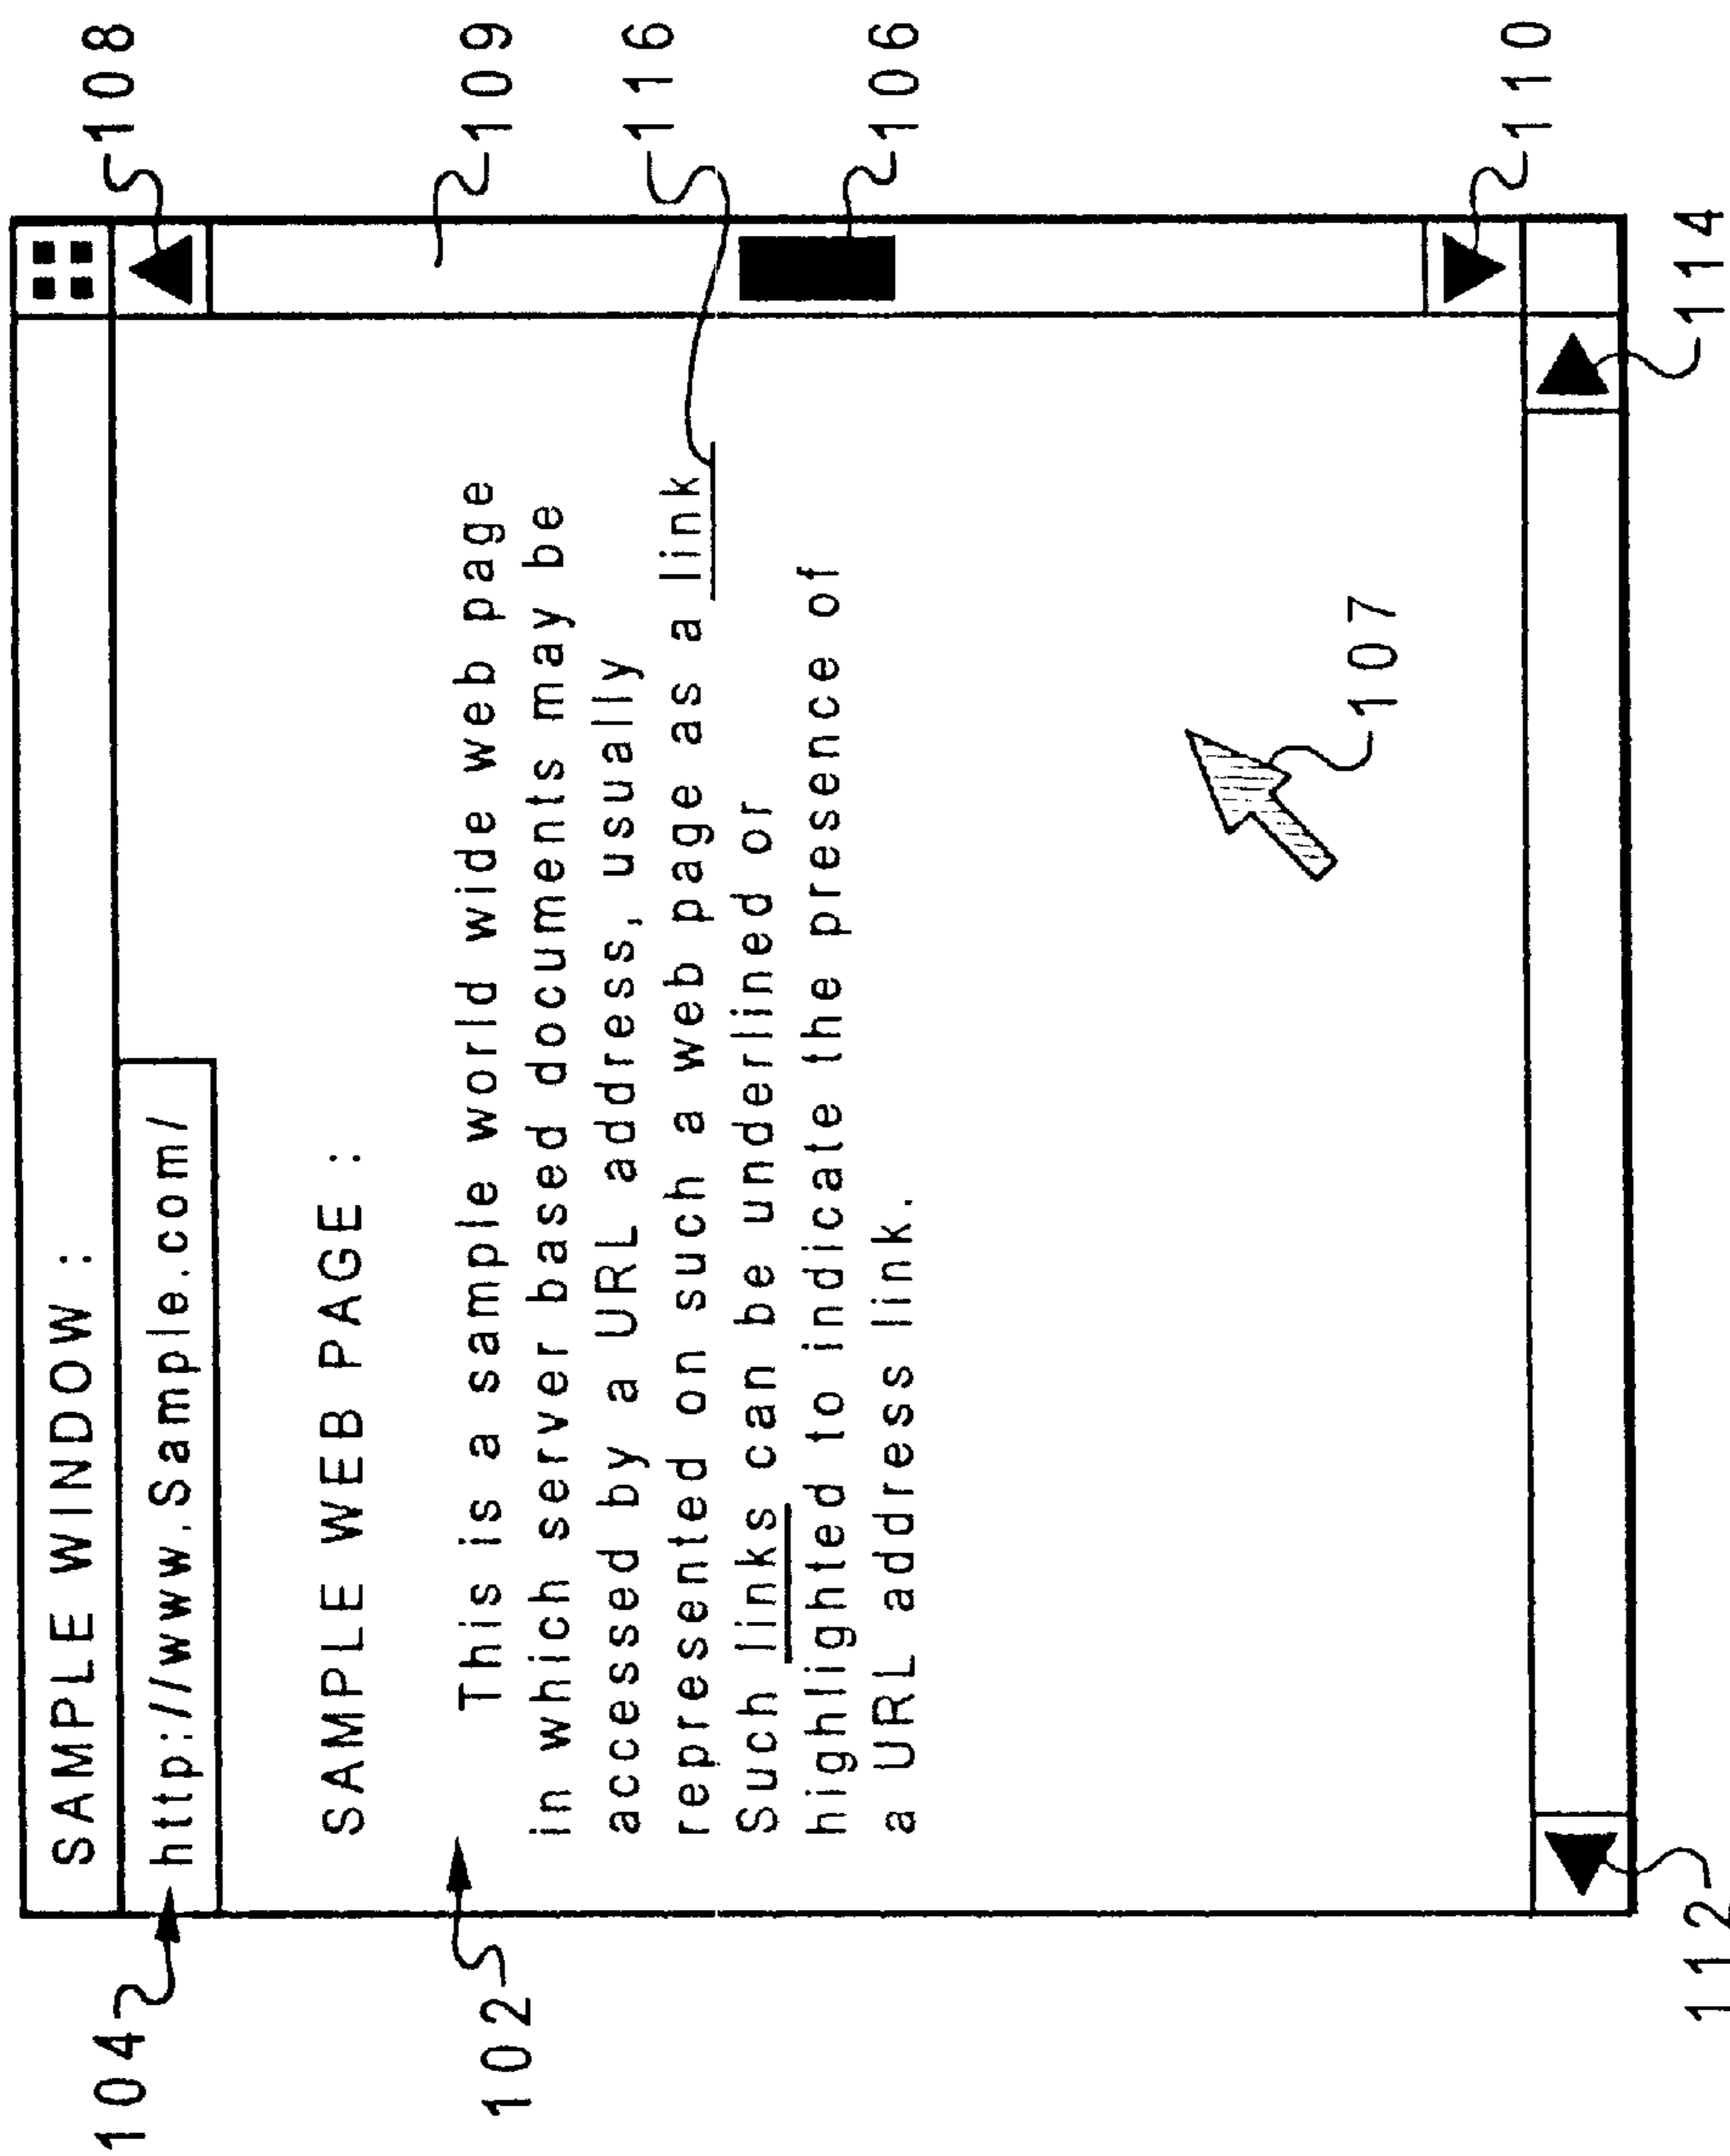 SAMPLE WINDOW:
http://www.Sample.com/
SAMPLE WEB PAGE:
This is a sample world wide web page
in which server based documents may be
accessed by a URL address, usually
represented on such a web page as a link
Such links can be underlined or
highlighted to indicate the presence of
a URL address link.
104
102
108
109
116
106
110
107
112
114